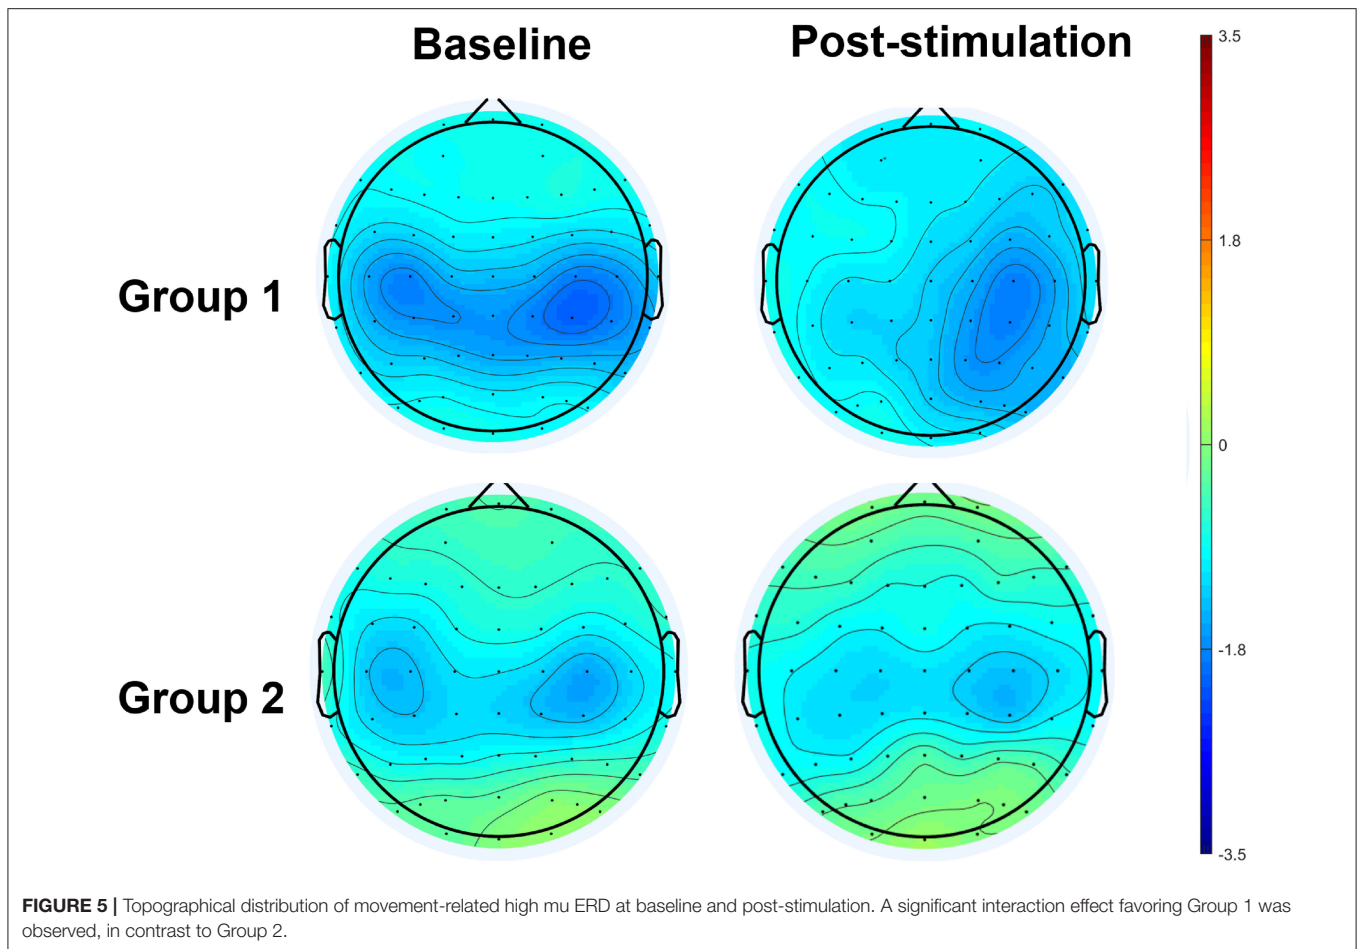 Baseline
Post-stimulation
3.5
1.8
0
-1.8
-3.5
Group 1
Group 2
FIGURE 5 | Topographical distribution of movement-related high mu ERD at baseline and post-stimulation. A significant interaction effect favoring Group 1 was
observed, in contrast to Group 2.